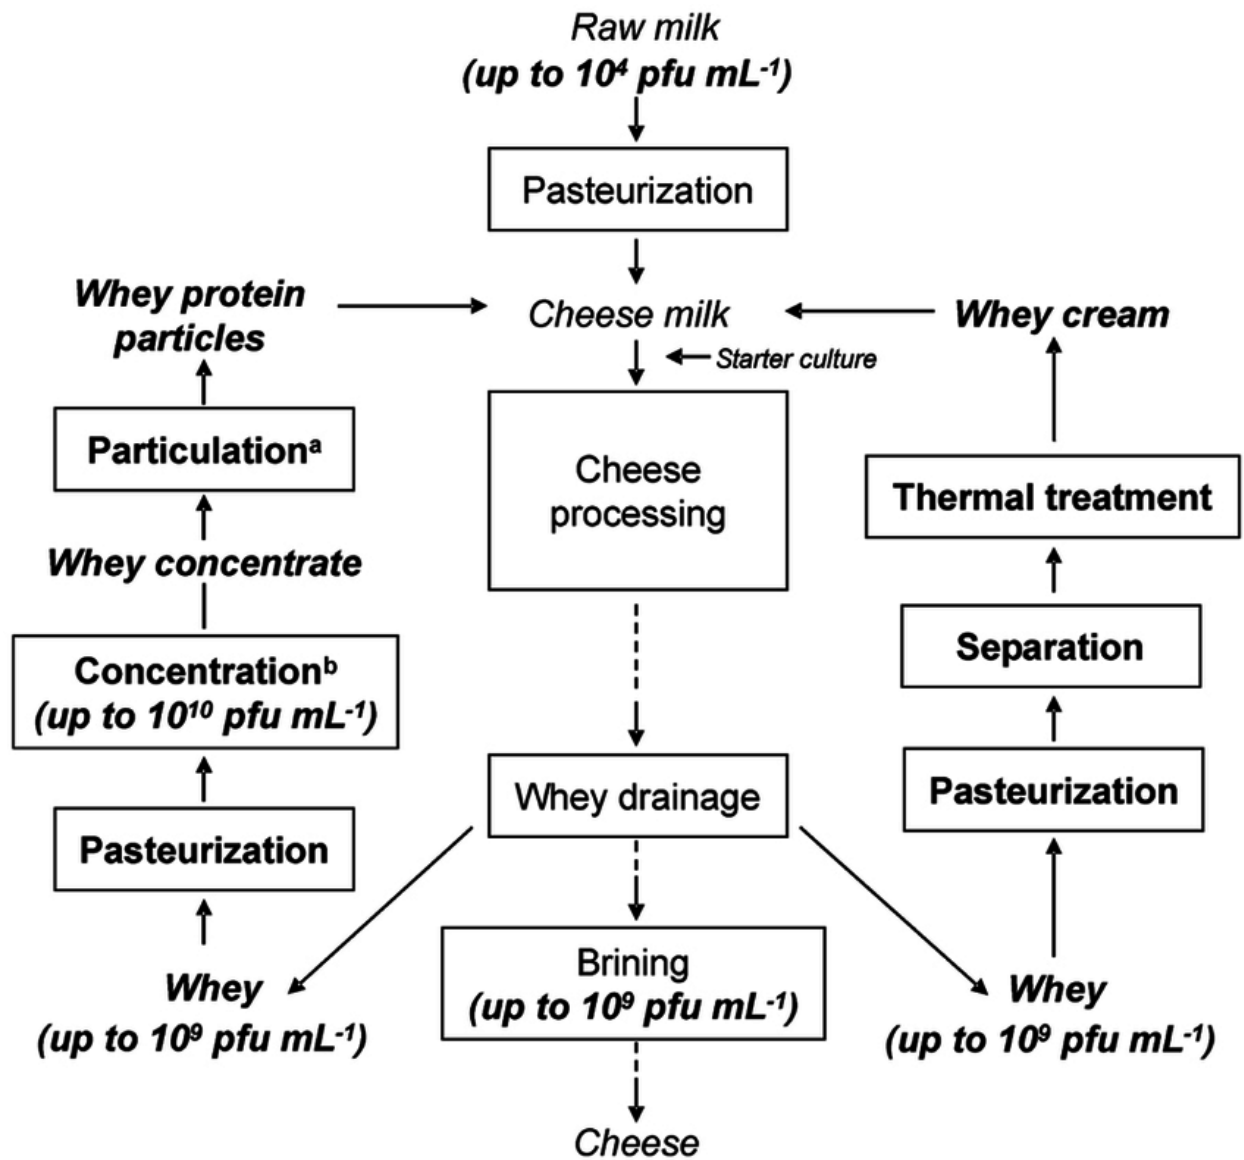 Raw milk
(up to 10⁴ pfu mL⁻¹)
Pasteurization
Whey protein
particles
Cheese milk
Whey cream
Starter culture
Particulationᵃ
Cheese
processing
Thermal treatment
Whey concentrate
Separation
Concentrationᵇ
(up to 10¹⁰ pfu mL⁻¹)
Whey drainage
Pasteurization
Pasteurization
Brining
(up to 10⁹ pfu mL⁻¹)
Whey
(up to 10⁹ pfu mL⁻¹)
Whey
(up to 10⁹ pfu mL⁻¹)
Cheese